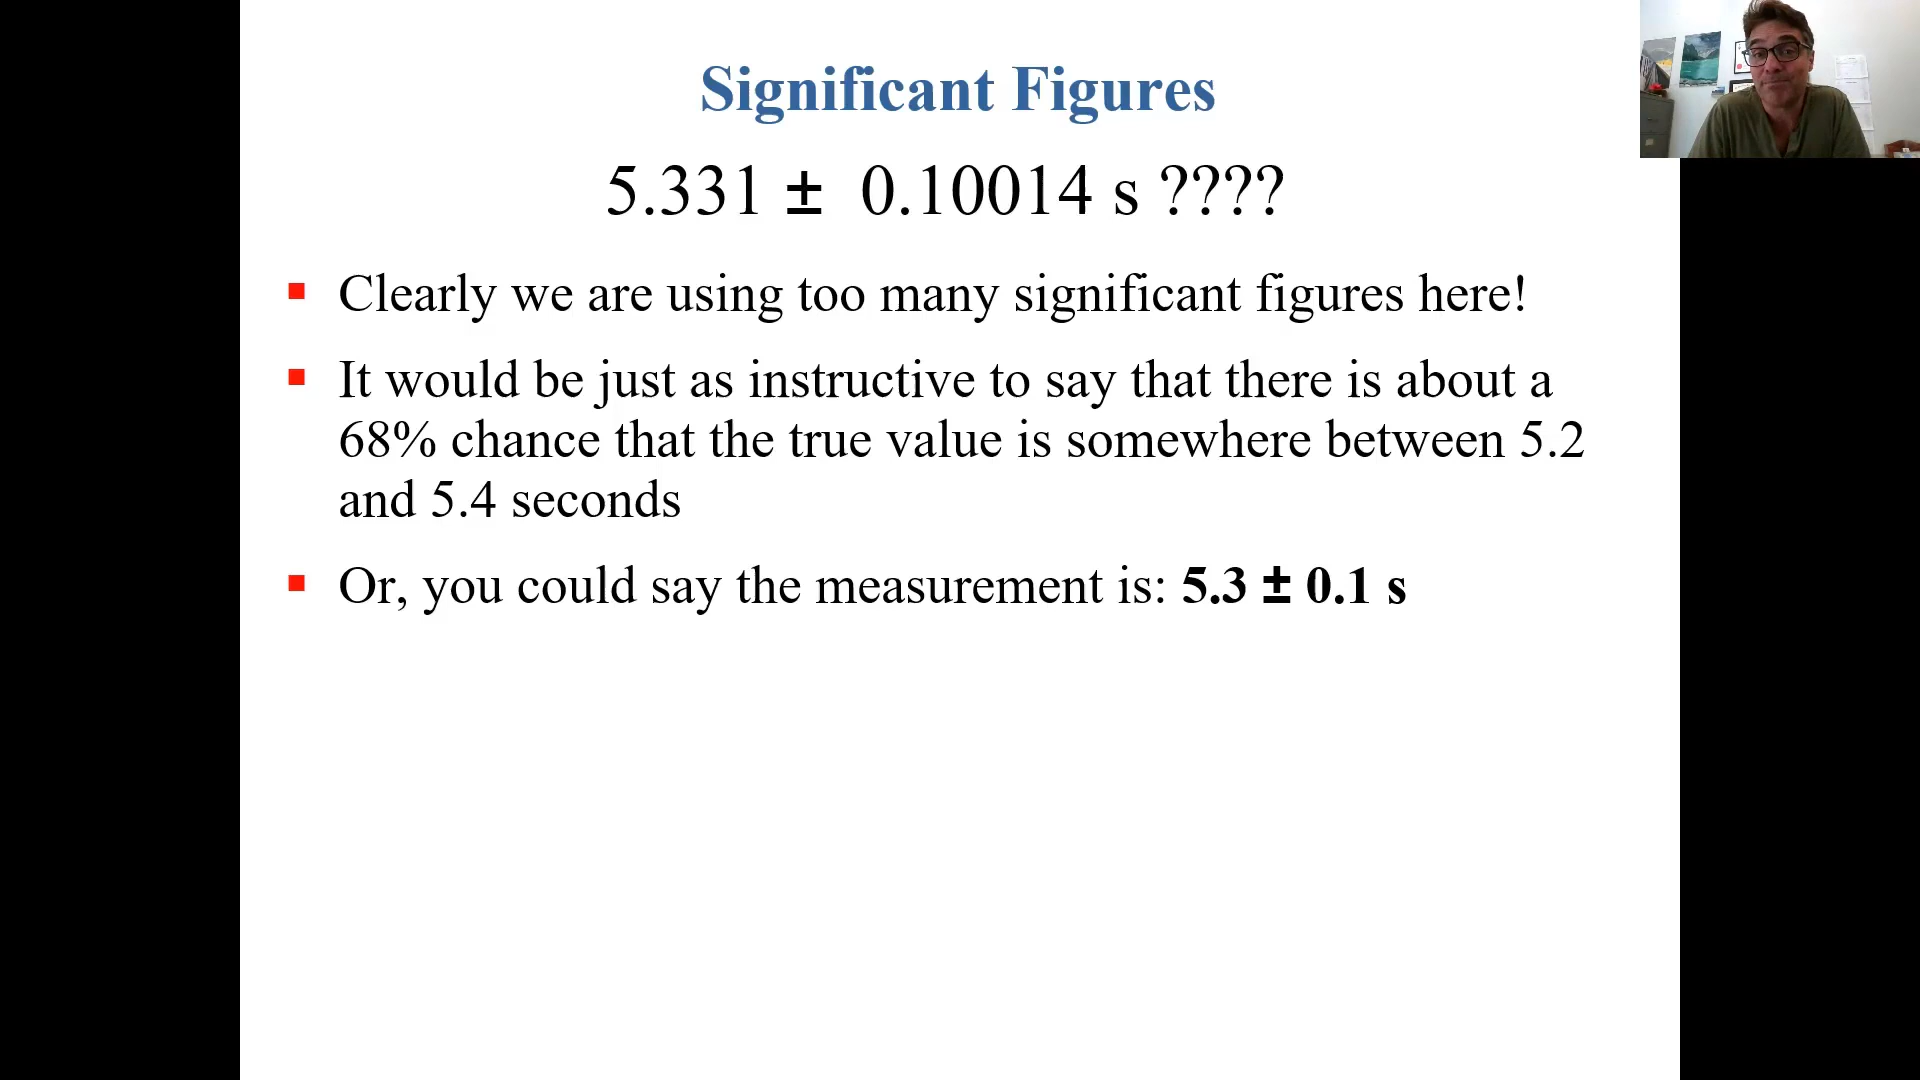 Significant Figures
5.331 ± 0.10014 s ????
▪ Clearly we are using too many significant figures here!
▪ It would be just as instructive to say that there is about a
68% chance that the true value is somewhere between 5.2
and 5.4 seconds
▪ Or, you could say the measurement is: 5.3 ± 0.1 s